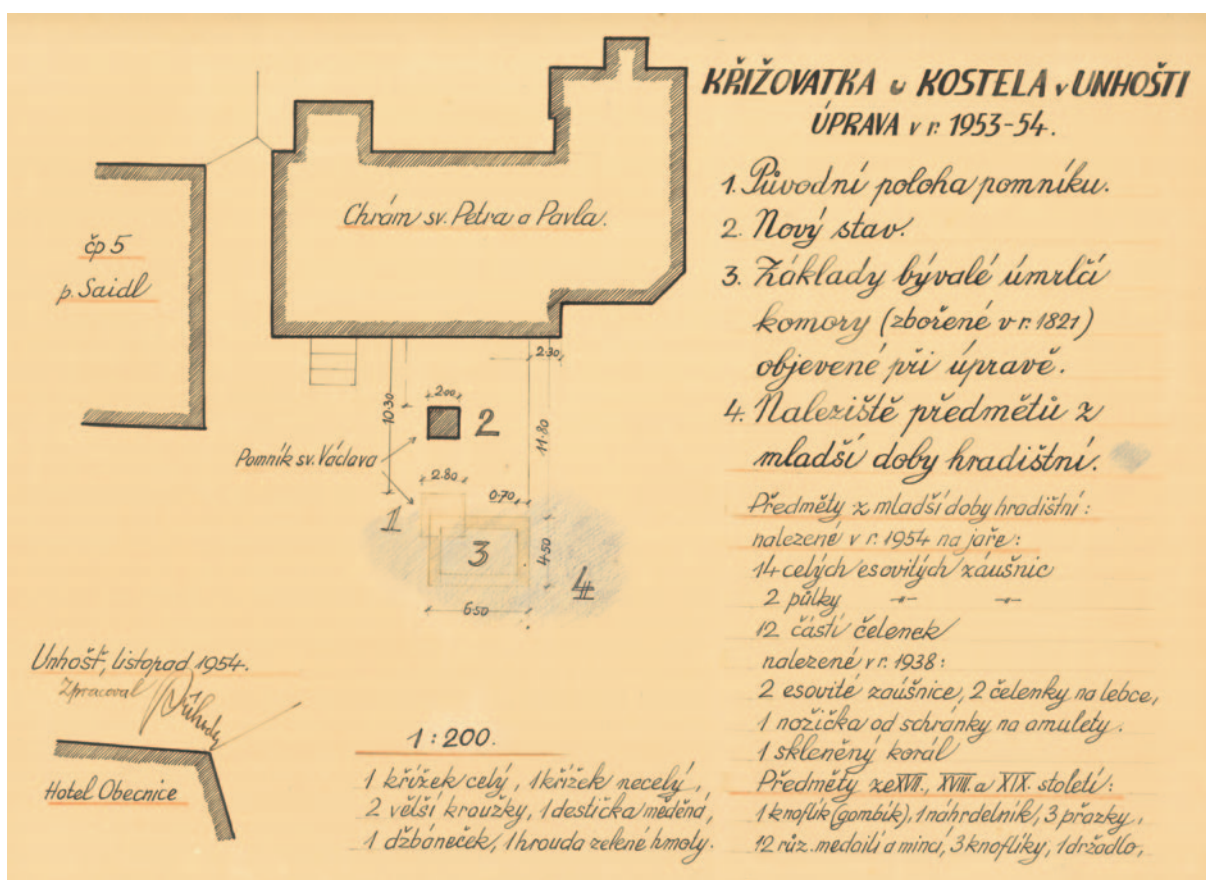 KŘIŽOVATKA u KOSTELA v UNHOŠTI
ÚPRAVA v r. 1953-54.
1. Původní poloha pomníku.
2. Nový stav.
3. Základy bývalé úmrlčí
komory (zbořené v r. 1821)
objevené při úpravě.
4. Naleziště předmětů z
mladší doby hradištní.
Předměty z mladší doby hradištní:
nalezené v r. 1954 na jaře:
14 celých esovitých záušnic
2 půlky -"- -"-
12 částí čelenek
nalezené v r. 1938:
2 esovité zaúšnice, 2 čelenky na lebce,
1 nožička od schránky na amulety.
1 skleněný korál
Předměty ze XVII., XVIII. a XIX. století:
1 knoflík (gombík), 1 náhrdelník, 3 přazky,
12 růz. medailí a mincí, 3 knoflíky, 1 držadlo,
1 křížek celý, 1 křížek necelý,
2 větší kroužky, 1 destička měděná,
1 džbáneček, 1 hrouda zelené hmoty.
1:200.
Chrám sv. Petra a Pavla.
čp 5
p. Saidl
2·30
2·00
10·30
2
11·80
Pomník sv. Václava
2·80
0·70
1
3
4·50
4
6·50
Unhošť, listopad 1954.
Zpracoval
Hotel Obecnice